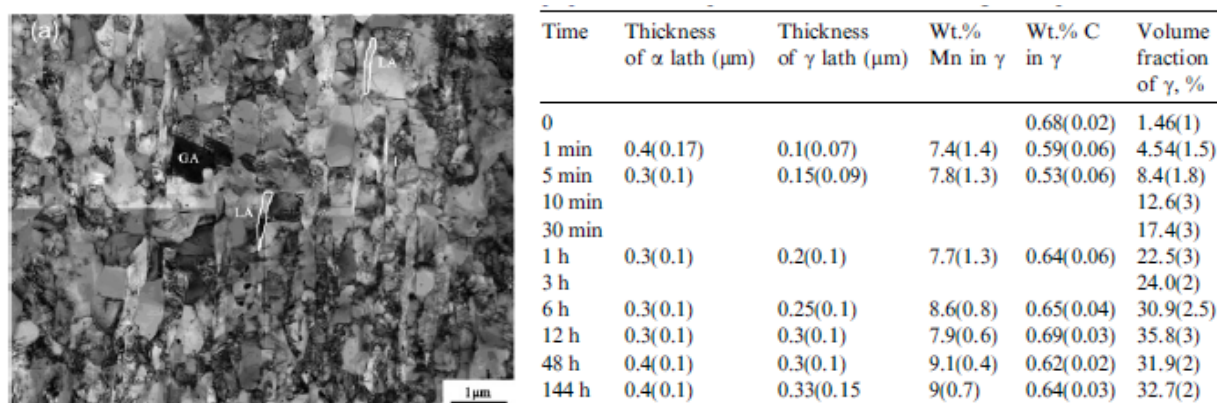 (a)
LA
GA
LA
1μm
Time Thickness of α lath (μm) Thickness of γ lath (μm) Wt.% Mn in γ Wt.% C in γ Volume fraction of γ, %
0 0.68(0.02) 1.46(1)
1 min 0.4(0.17) 0.1(0.07) 7.4(1.4) 0.59(0.06) 4.54(1.5)
5 min 0.3(0.1) 0.15(0.09) 7.8(1.3) 0.53(0.06) 8.4(1.8)
10 min 12.6(3)
30 min 17.4(3)
1 h 0.3(0.1) 0.2(0.1) 7.7(1.3) 0.64(0.06) 22.5(3)
3 h 24.0(2)
6 h 0.3(0.1) 0.25(0.1) 8.6(0.8) 0.65(0.04) 30.9(2.5)
12 h 0.3(0.1) 0.3(0.1) 7.9(0.6) 0.69(0.03) 35.8(3)
48 h 0.4(0.1) 0.3(0.1) 9.1(0.4) 0.62(0.02) 31.9(2)
144 h 0.4(0.1) 0.33(0.15 9(0.7) 0.64(0.03) 32.7(2)